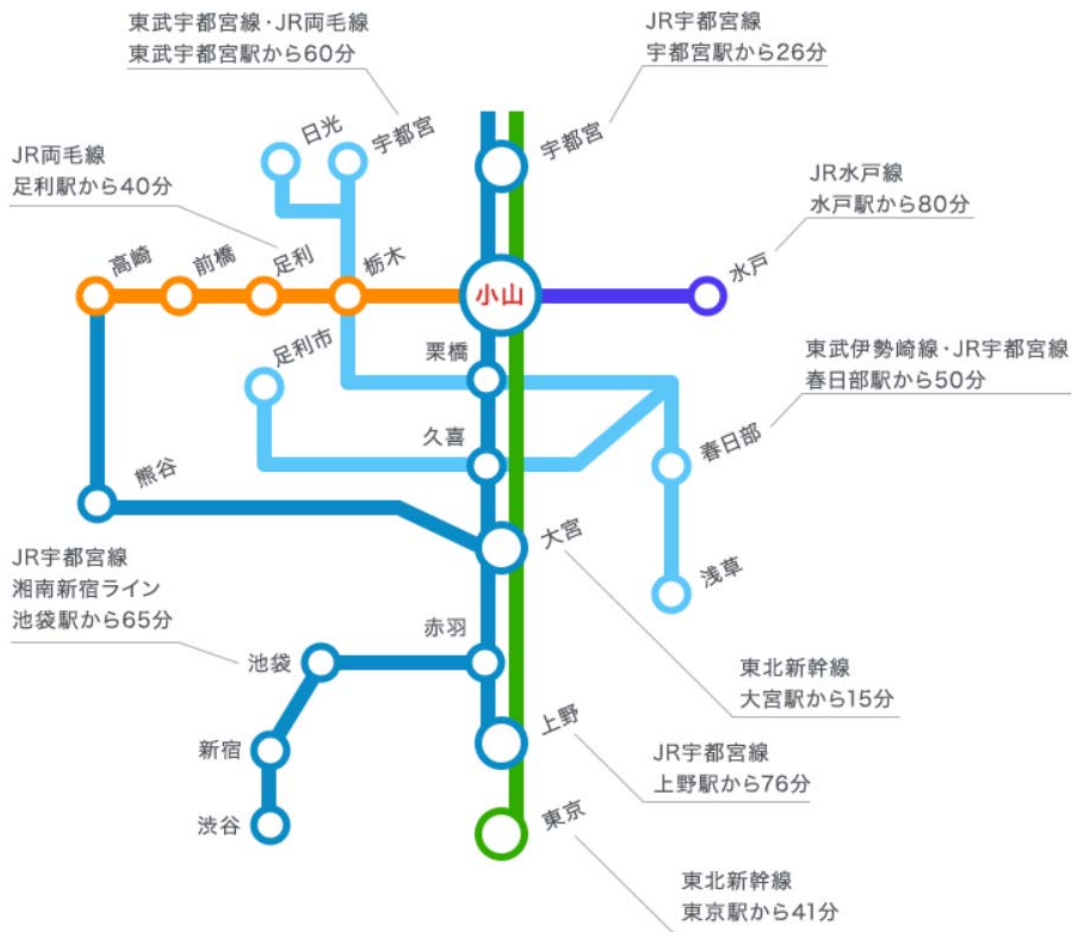 東武宇都宮線・JR両毛線
東武宇都宮駅から60分
JR宇都宮線
宇都宮駅から26分
日光
宇都宮
宇都宮
JR両毛線
足利駅から40分
JR水戸線
水戸駅から80分
高崎
前橋
足利
栃木
小山
水戸
足利市
栗橋
東武伊勢崎線・JR宇都宮線
春日部駅から50分
久喜
春日部
熊谷
大宮
浅草
JR宇都宮線
湘南新宿ライン
池袋駅から65分
赤羽
池袋
東北新幹線
大宮駅から15分
上野
新宿
JR宇都宮線
上野駅から76分
渋谷
東京
東北新幹線
東京駅から41分